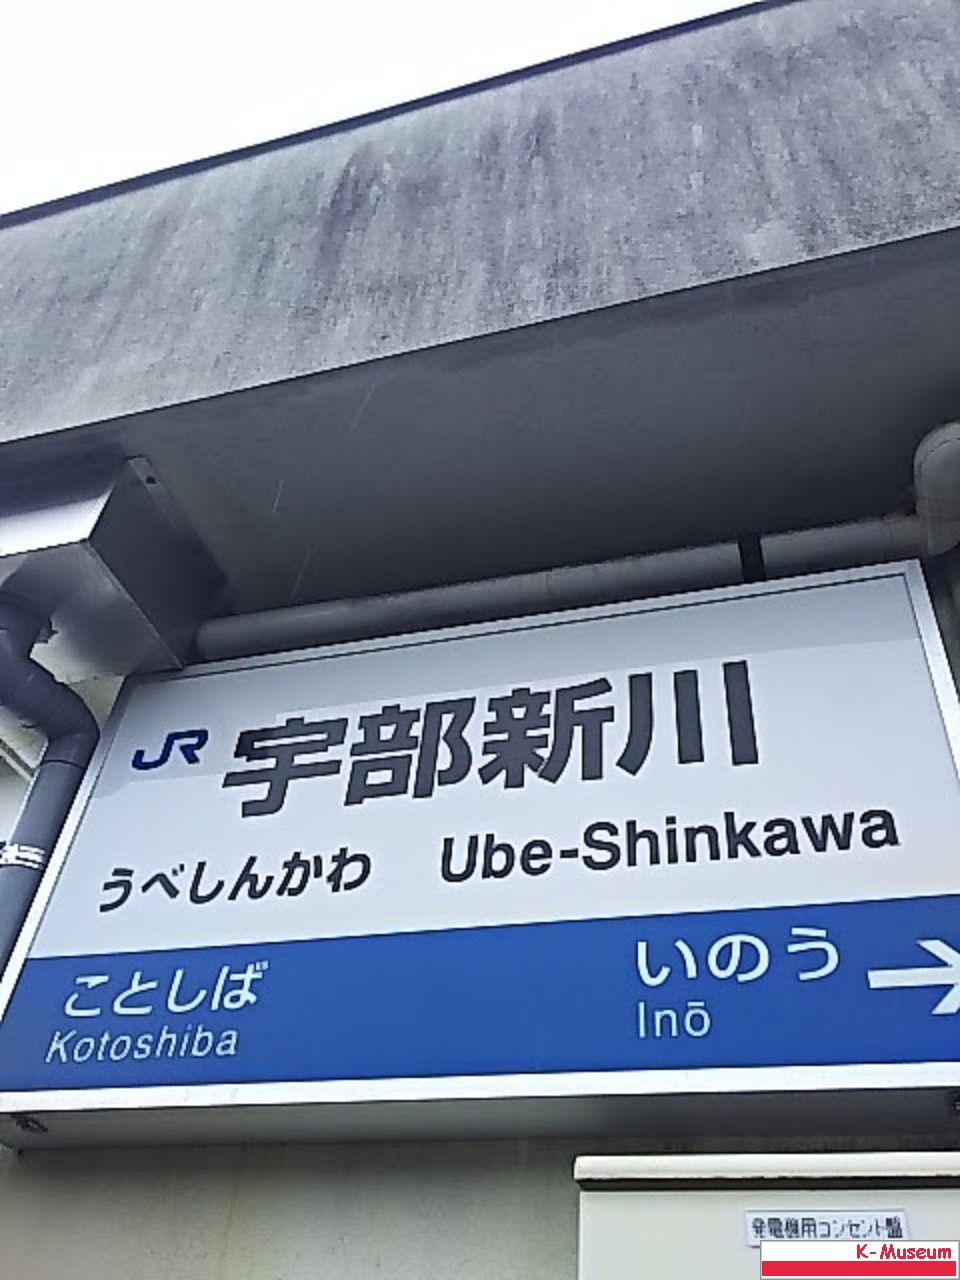 JR 宇部新川
うべしんかわ Ube-Shinkawa
ことしば いのう →
Kotoshiba Inō
発電機用コンセント盤
K-Museum